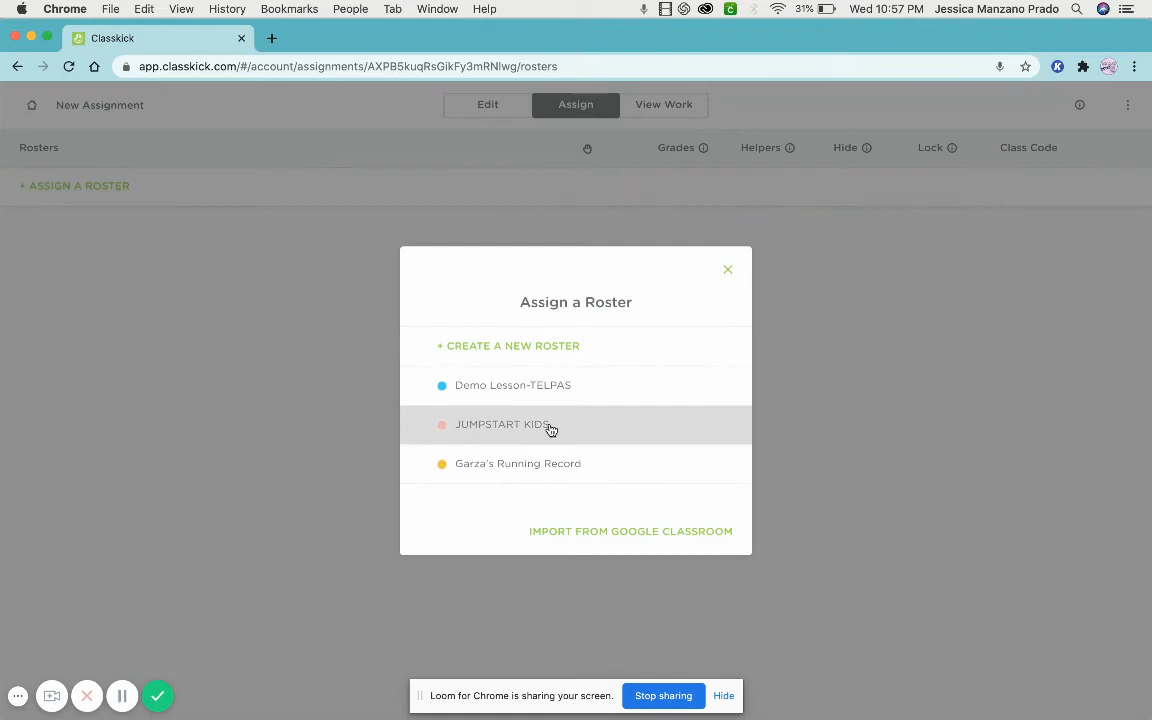 Chrome File Edit View History Bookmarks People Tab Window Help 31% Wed 10:57 PM Jessica Manzano Prado
Classkick
app.classkick.com/#/account/assignments/AXPB5kuqRsGikFy3mRNlwg/rosters
New Assignment Edit Assign View Work
Rosters Grades Helpers Hide Lock Class Code
+ ASSIGN A ROSTER
Assign a Roster
+ CREATE A NEW ROSTER
Demo Lesson-TELPAS
JUMPSTART KIDS
Garza's Running Record
IMPORT FROM GOOGLE CLASSROOM
Loom for Chrome is sharing your screen. Stop sharing Hide